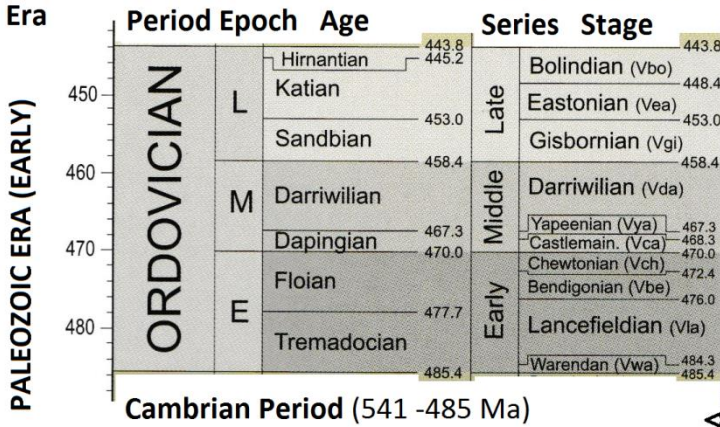 Era Period Epoch Age Series Stage
PALEOZOIC ERA (EARLY)
450
460
470
480
ORDOVICIAN
L
M
E
Hirnantian
Katian
Sandbian
Darriwilian
Dapingian
Floian
Tremadocian
443.8
445.2
453.0
458.4
467.3
470.0
477.7
485.4
Late
Middle
Early
Bolindian (Vbo)
Eastonian (Vea)
Gisbornian (Vgi)
Darriwilian (Vda)
Yapeenian (Vya)
Castlemain. (Vca)
Chewtonian (Vch)
Bendigonian (Vbe)
Lancefieldian (Vla)
Warendan (Vwa)
443.8
448.4
453.0
458.4
467.3
468.3
470.0
472.4
476.0
484.3
485.4
Cambrian Period (541 -485 Ma)